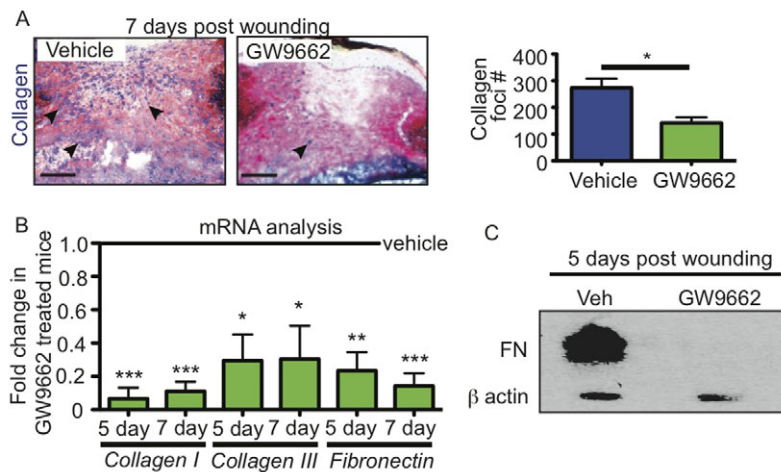 A
7 days post wounding
Vehicle
GW9662
Collagen
Collagen
foci #
400
300
200
100
0
*
Vehicle
GW9662
B
mRNA analysis
vehicle
Fold change in
GW9662 treated mice
1.0
0.8
0.6
0.4
0.2
0
***
***
*
*
**
***
5 day
7 day
5 day
7 day
5 day
7 day
Collagen I
Collagen III
Fibronectin
C
5 days post wounding
Veh
GW9662
FN
β actin